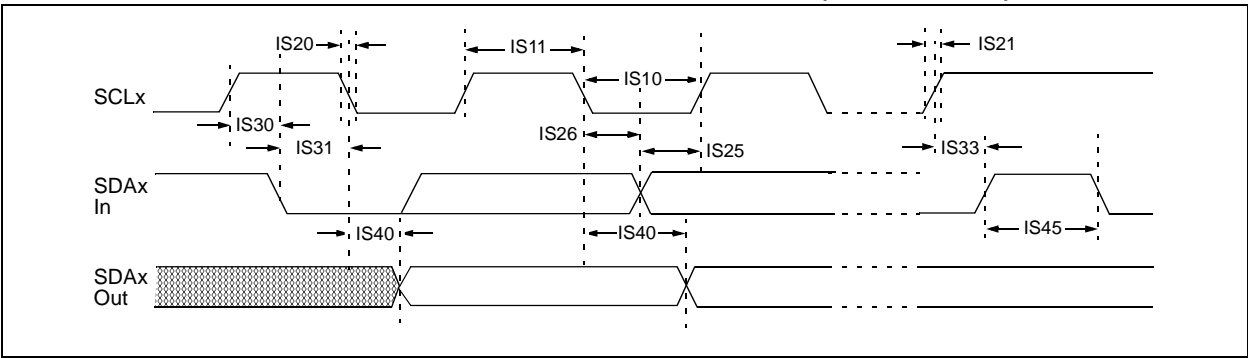 IS20
IS11
IS21
IS10
SCLx
IS30
IS26
IS31
IS25
IS33
SDAx
In
IS40
IS40
IS45
SDAx
Out